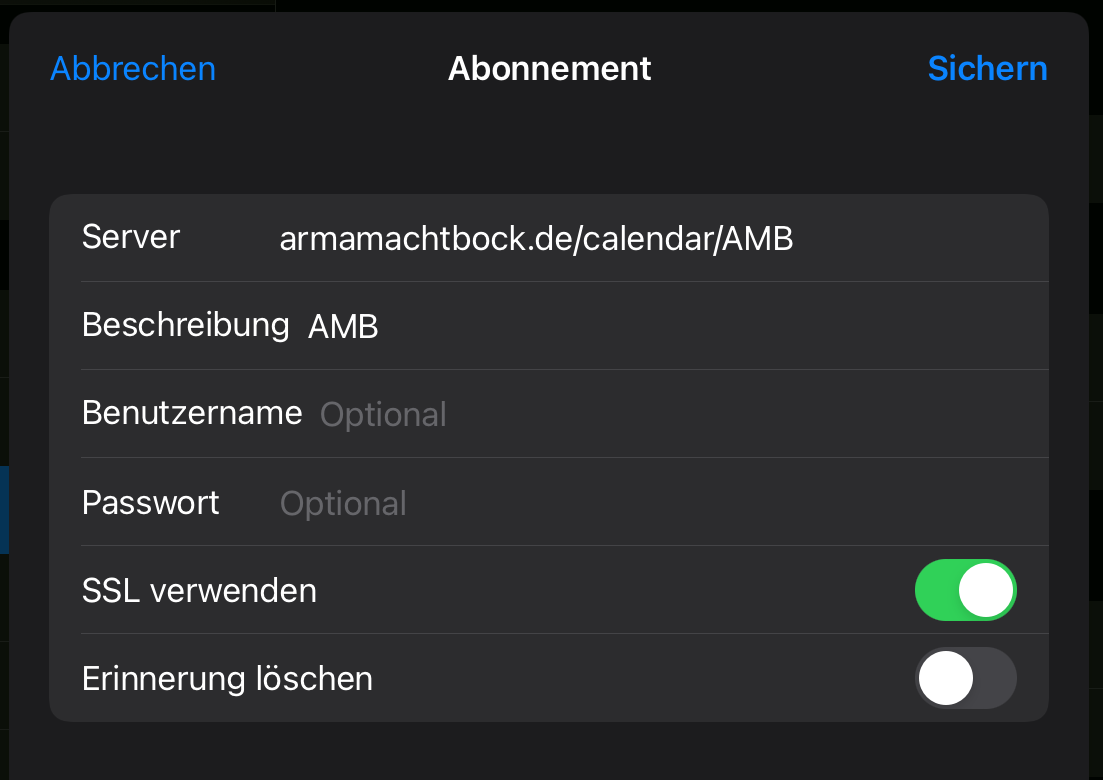 Abbrechen Abonnement Sichern
Server armamachtbock.de/calendar/AMB
Beschreibung AMB
Benutzername Optional
Passwort Optional
SSL verwenden
Erinnerung löschen